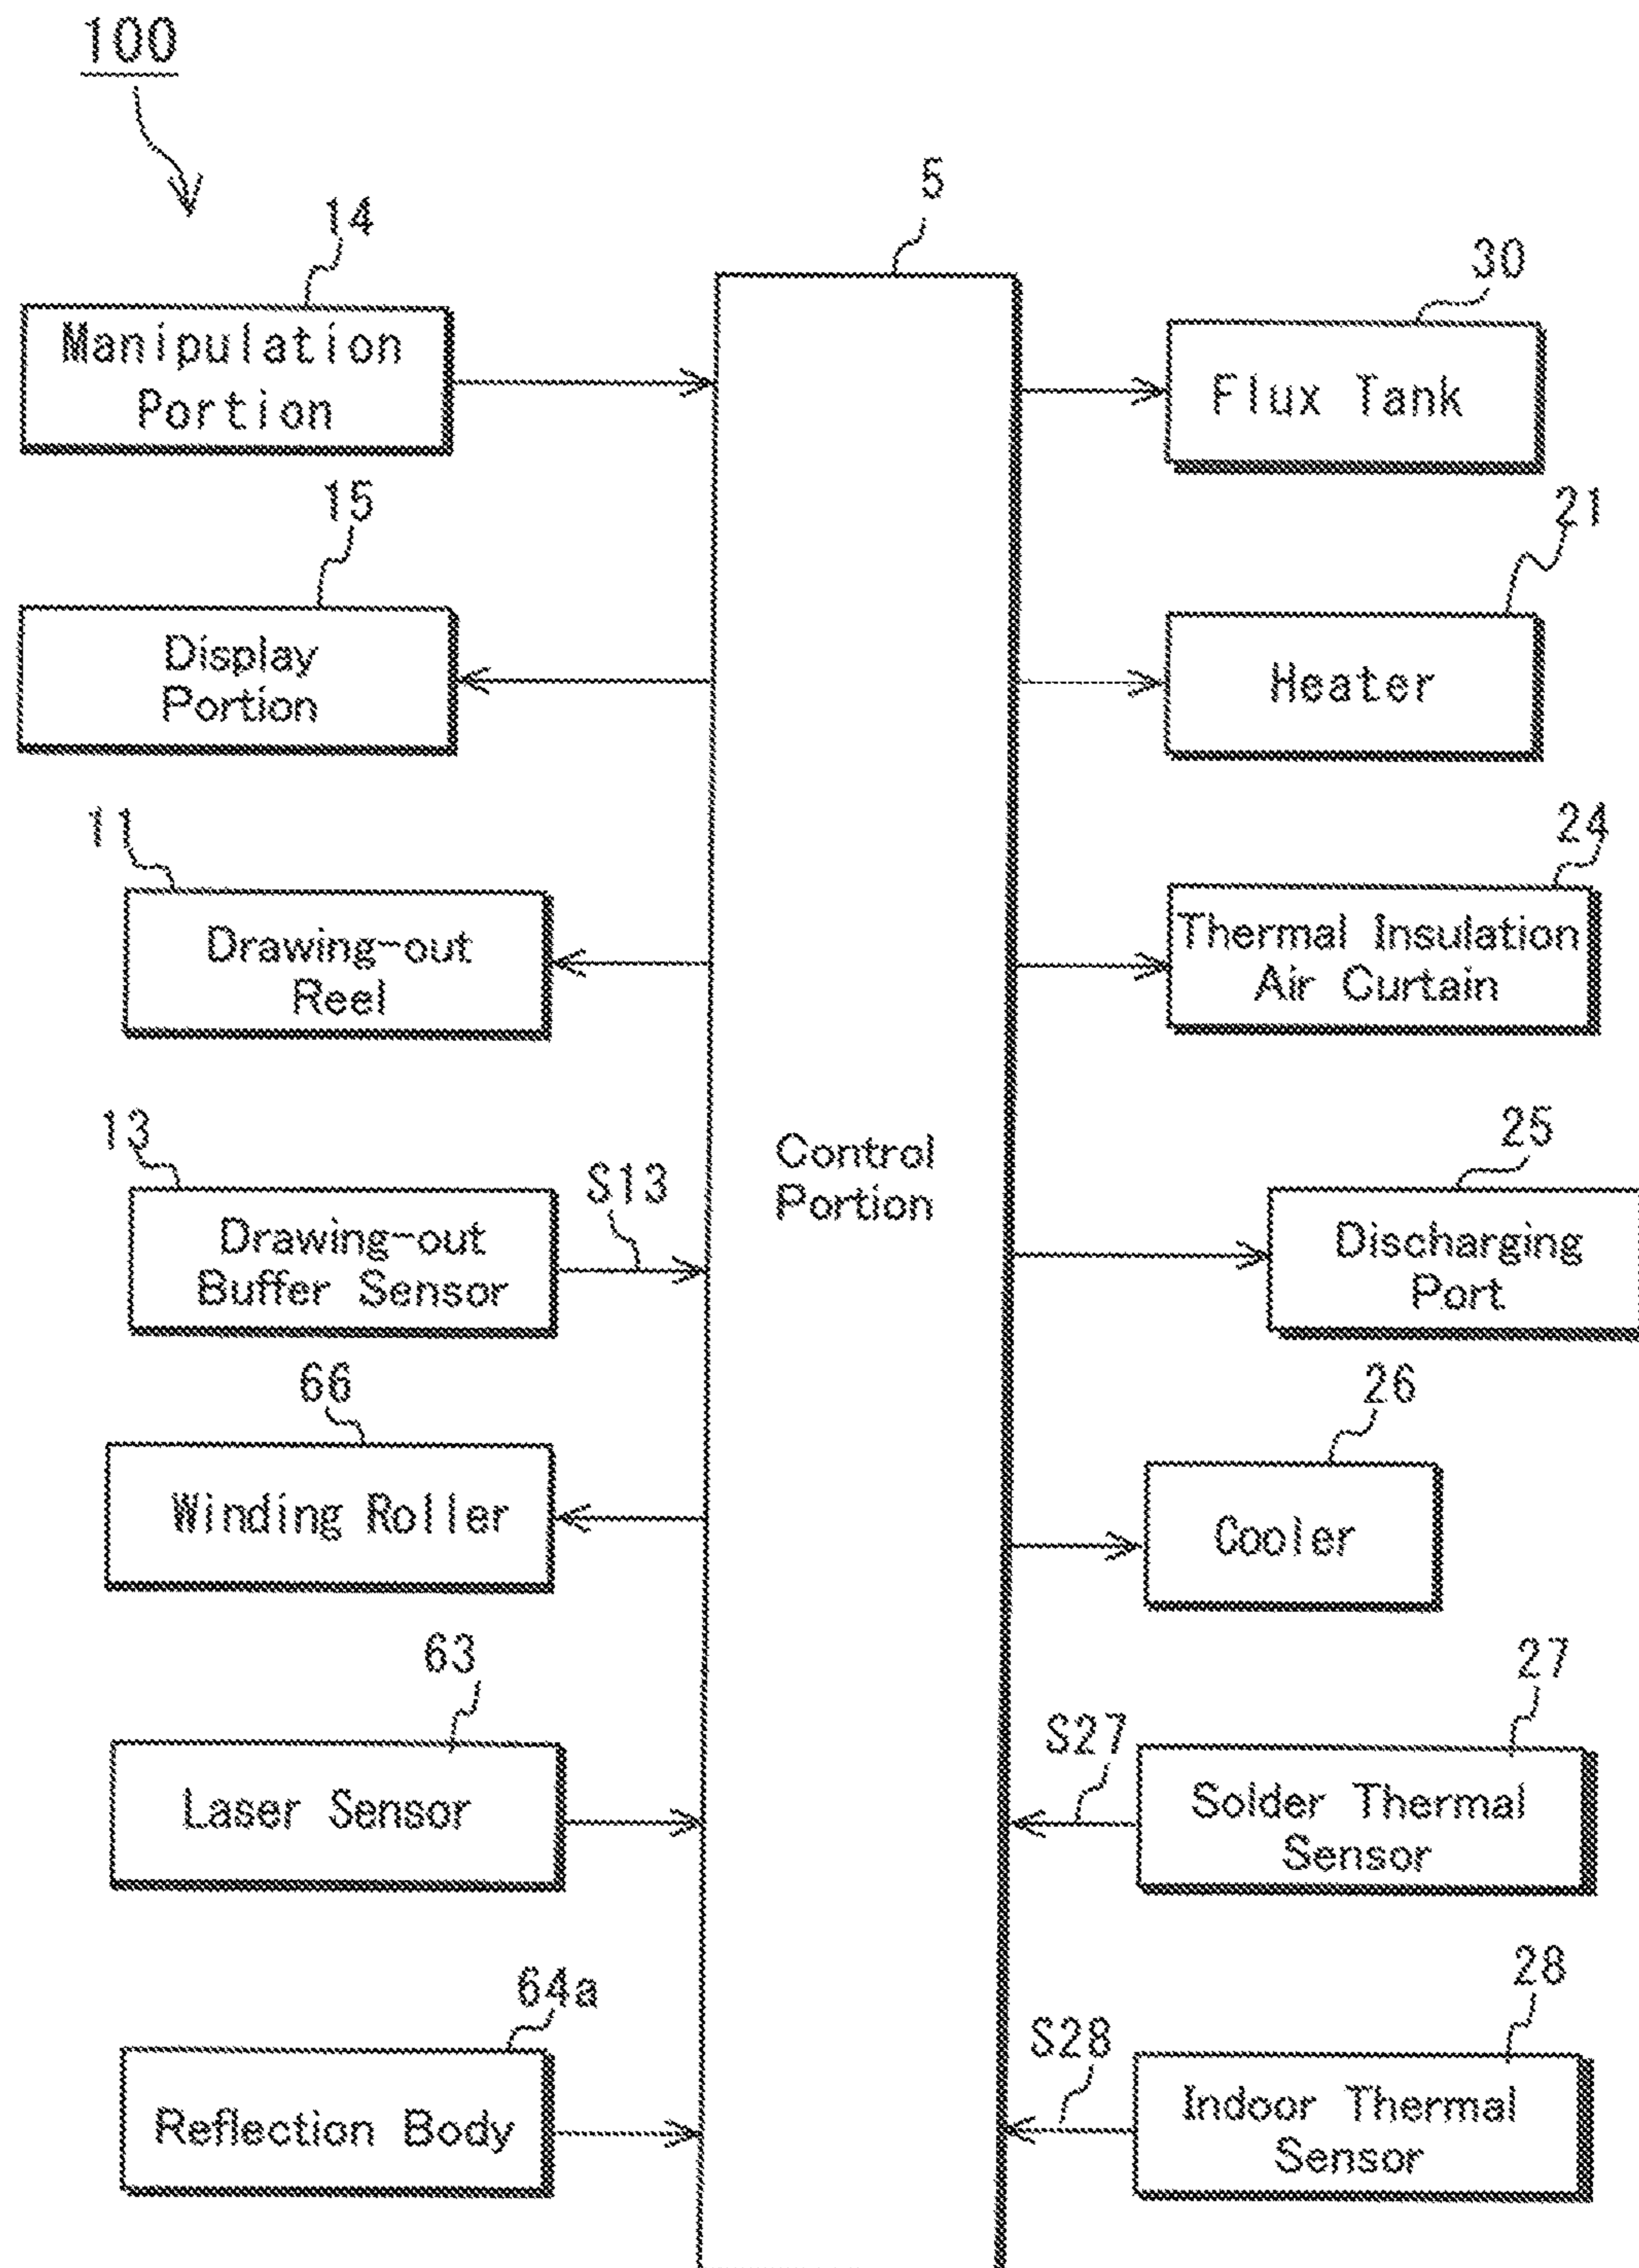 100
14
Manipulation
Portion
15
Display
Portion
11
Drawing-out
Reel
13
Drawing-out
Buffer Sensor
S13
66
Winding Roller
63
Laser Sensor
64a
Reflection Body
5
Control
Portion
30
Flux Tank
21
Heater
24
Thermal Insulation
Air Curtain
25
Discharging
Port
26
Cooler
27
Solder Thermal
Sensor
S27
28
Indoor Thermal
Sensor
S28